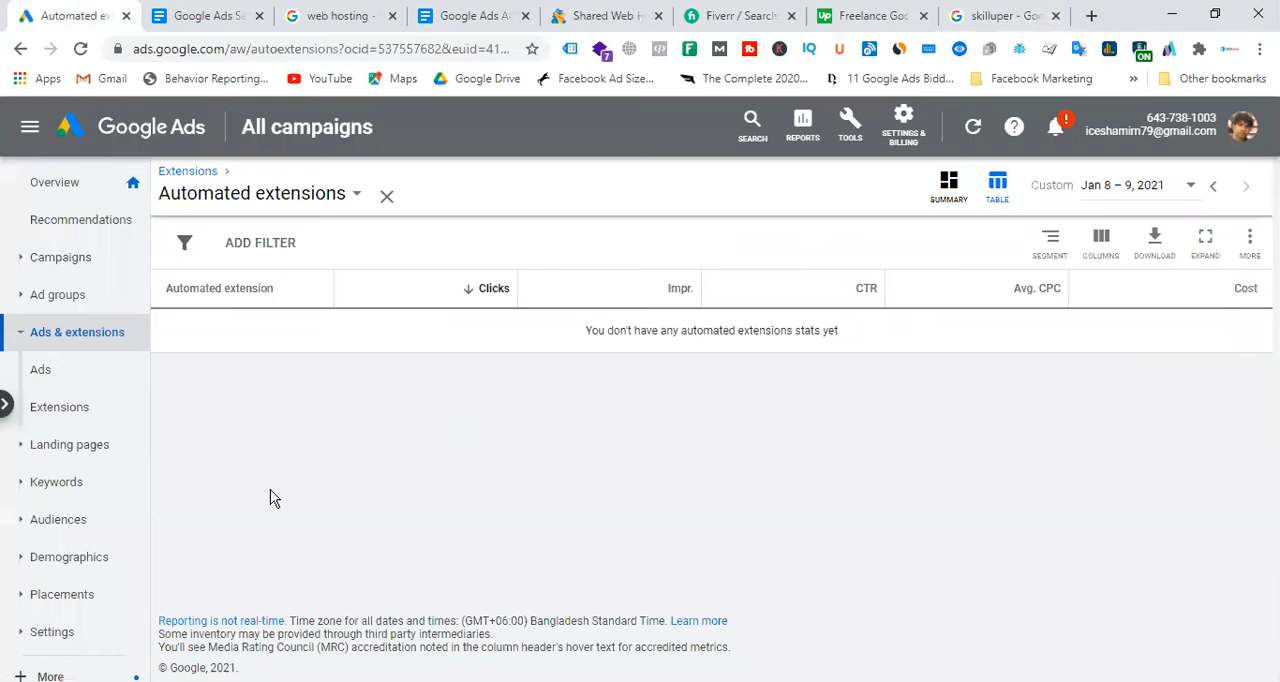 Automated ex
Google Ads Se
web hosting -
Google Ads A
Shared Web H
Fiverr / Search
Freelance Goo
skilluper - Goo
ads.google.com/aw/autoextensions?ocid=537557682&euid=41...
7
F
M
K
IQ
U
ON
Apps
Gmail
Behavior Reporting...
YouTube
Maps
Google Drive
Facebook Ad Size...
The Complete 2020...
11 Google Ads Bidd...
Facebook Marketing
»
Other bookmarks
Google Ads
All campaigns
SEARCH
REPORTS
TOOLS
SETTINGS &
BILLING
!
643-738-1003
iceshamim79@gmail.com
Overview
Recommendations
Campaigns
Ad groups
Ads & extensions
Ads
Extensions
Landing pages
Keywords
Audiences
Demographics
Placements
Settings
+ More
Extensions >
Automated extensions
SUMMARY
TABLE
Custom Jan 8 – 9, 2021
ADD FILTER
SEGMENT
COLUMNS
DOWNLOAD
EXPAND
MORE
Automated extension ↓ Clicks Impr. CTR Avg. CPC Cost
You don't have any automated extensions stats yet
Reporting is not real-time. Time zone for all dates and times: (GMT+06:00) Bangladesh Standard Time. Learn more
Some inventory may be provided through third party intermediaries.
You'll see Media Rating Council (MRC) accreditation noted in the column header's hover text for accredited metrics.
© Google, 2021.